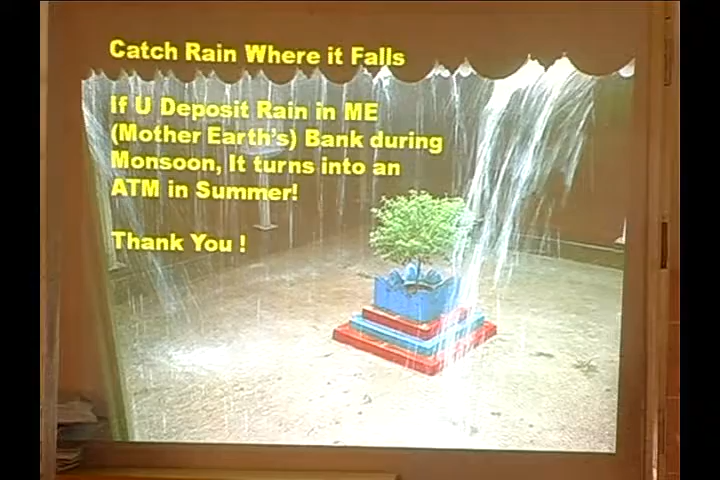 Catch Rain Where it Falls
If U Deposit Rain in ME
(Mother Earth's) Bank during
Monsoon, It turns into an
ATM in Summer!
Thank You !